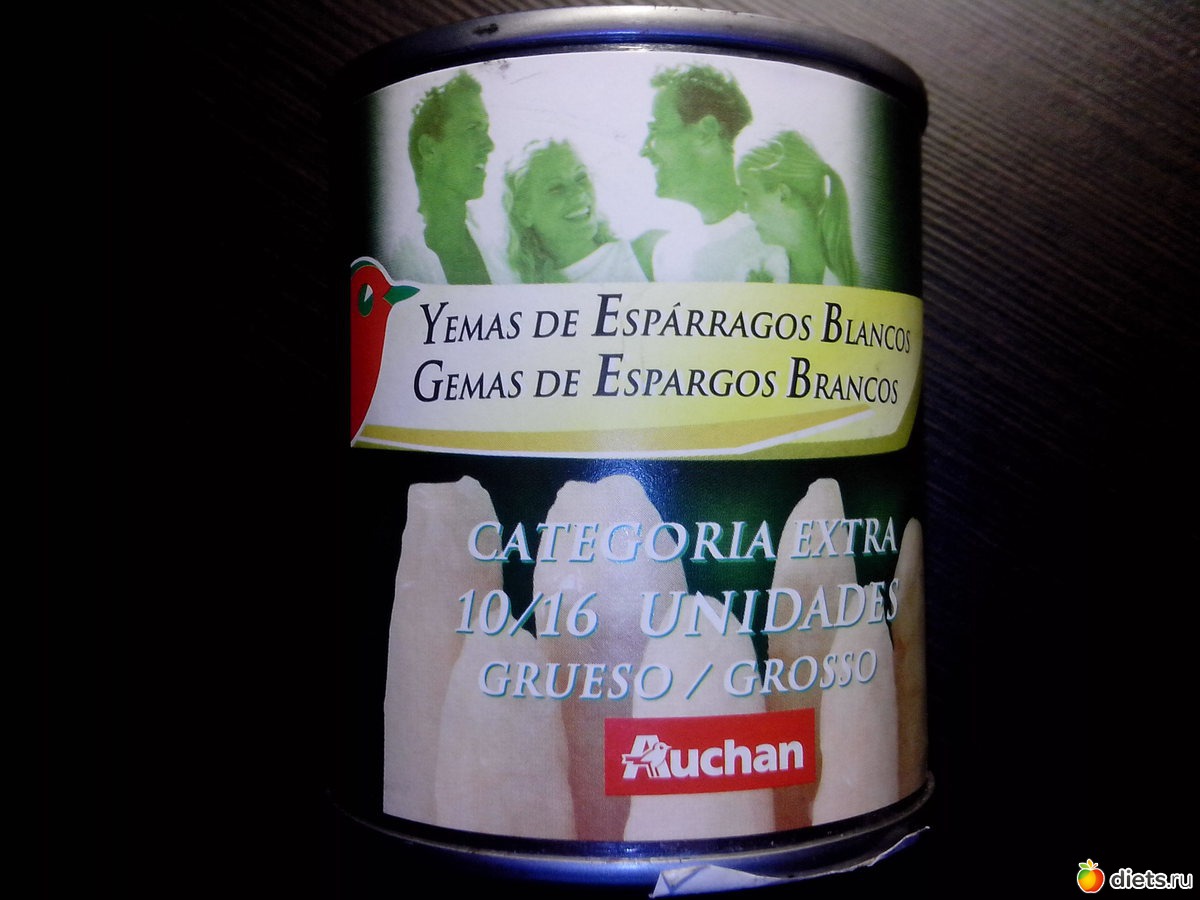 YEMAS DE ESPÁRRAGOS BLANCOS
GEMAS DE ESPARGOS BRANCOS
CATEGORIA EXTRA
10/16 UNIDADES
GRUESO / GROSSO
Auchan
diets.ru